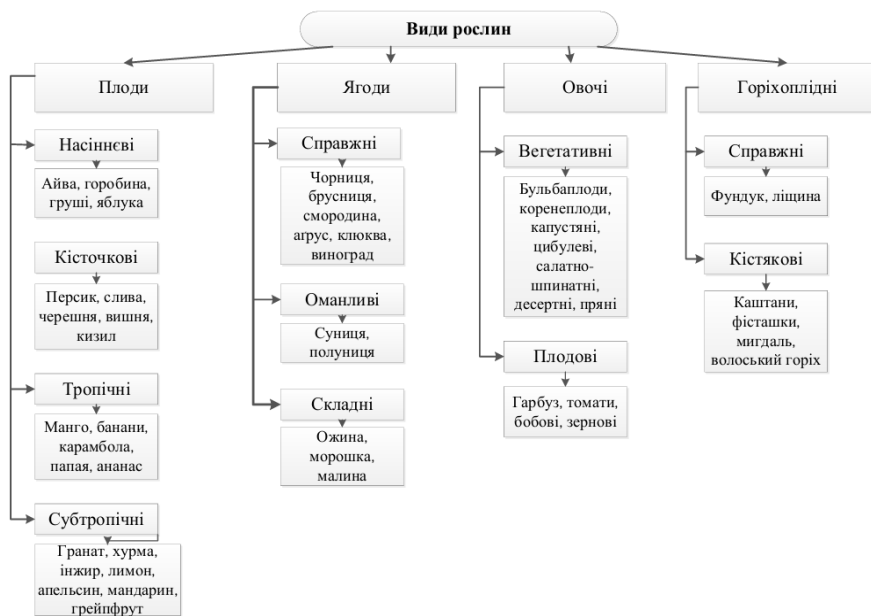 Види рослин
Плоди
Насіннєві
Айва, горобина,
груші, яблука
Кісточкові
Персик, слива,
черешня, вишня,
кизил
Тропічні
Манго, банани,
карамбола,
папая, ананас
Субтропічні
Гранат, хурма,
інжир, лимон,
апельсин, мандарин,
грейпфрут
Ягоди
Справжні
Чорниця,
брусниця,
смородина,
аґрус, клюква,
виноград
Оманливі
Суниця,
полуниця
Складні
Ожина,
морошка,
малина
Овочі
Вегетативні
Бульбаплоди,
коренеплоди,
капустяні,
цибулеві,
салатно-
шпинатні,
десертні, пряні
Плодові
Гарбуз, томати,
бобові, зернові
Горіхоплідні
Справжні
Фундук, ліщина
Кістякові
Каштани,
фісташки,
мигдаль,
волоський горіх